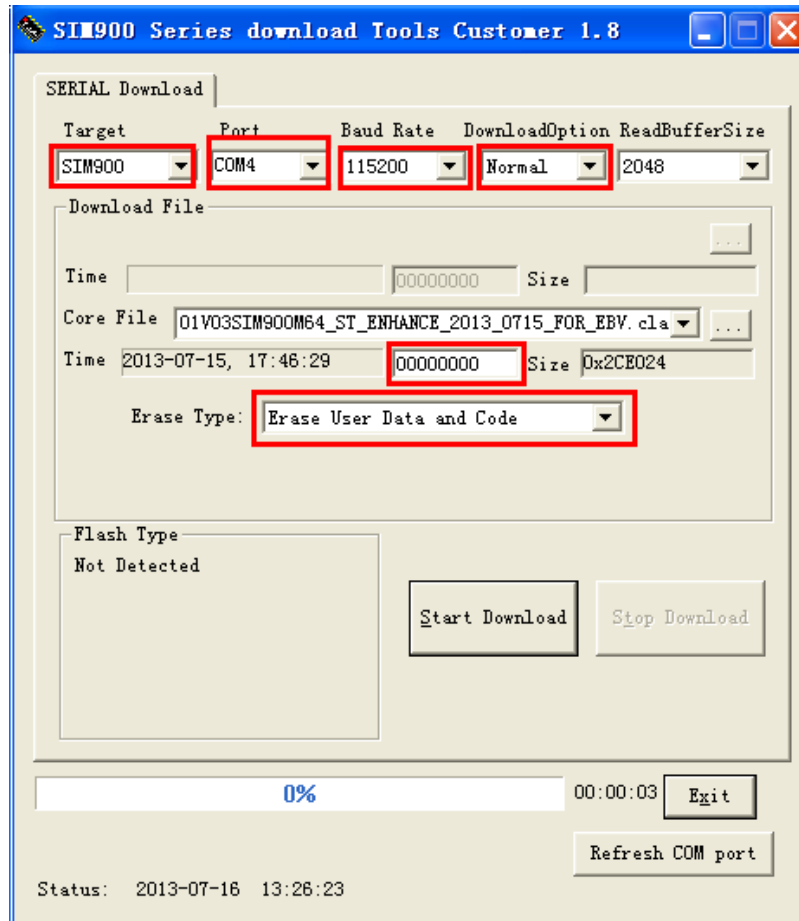 SIM900 Series download Tools Customer 1.8
SERIAL Download
Target Port Baud Rate DownloadOption ReadBufferSize
SIM900 COM4 115200 Normal 2048
Download File
...
Time 00000000 Size
Core File 01V03SIM900M64_ST_ENHANCE_2013_0715_FOR_EBV.cla ...
Time 2013-07-15, 17:46:29 00000000 Size 0x2CE024
Erase Type: Erase User Data and Code
Flash Type
Not Detected
Start Download Stop Download
0% 00:00:03 Exit
Refresh COM port
Status: 2013-07-16 13:26:23